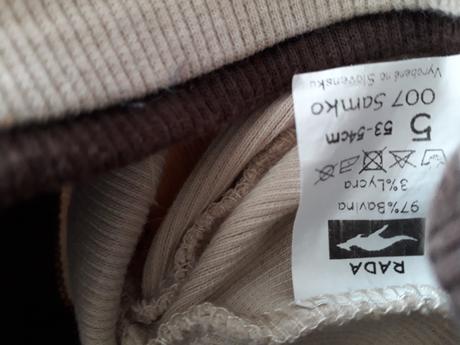 RADA
97%Bavlna
3%Lycra
5 53-54cm
007 Samko
Vyrobené na Slovensku